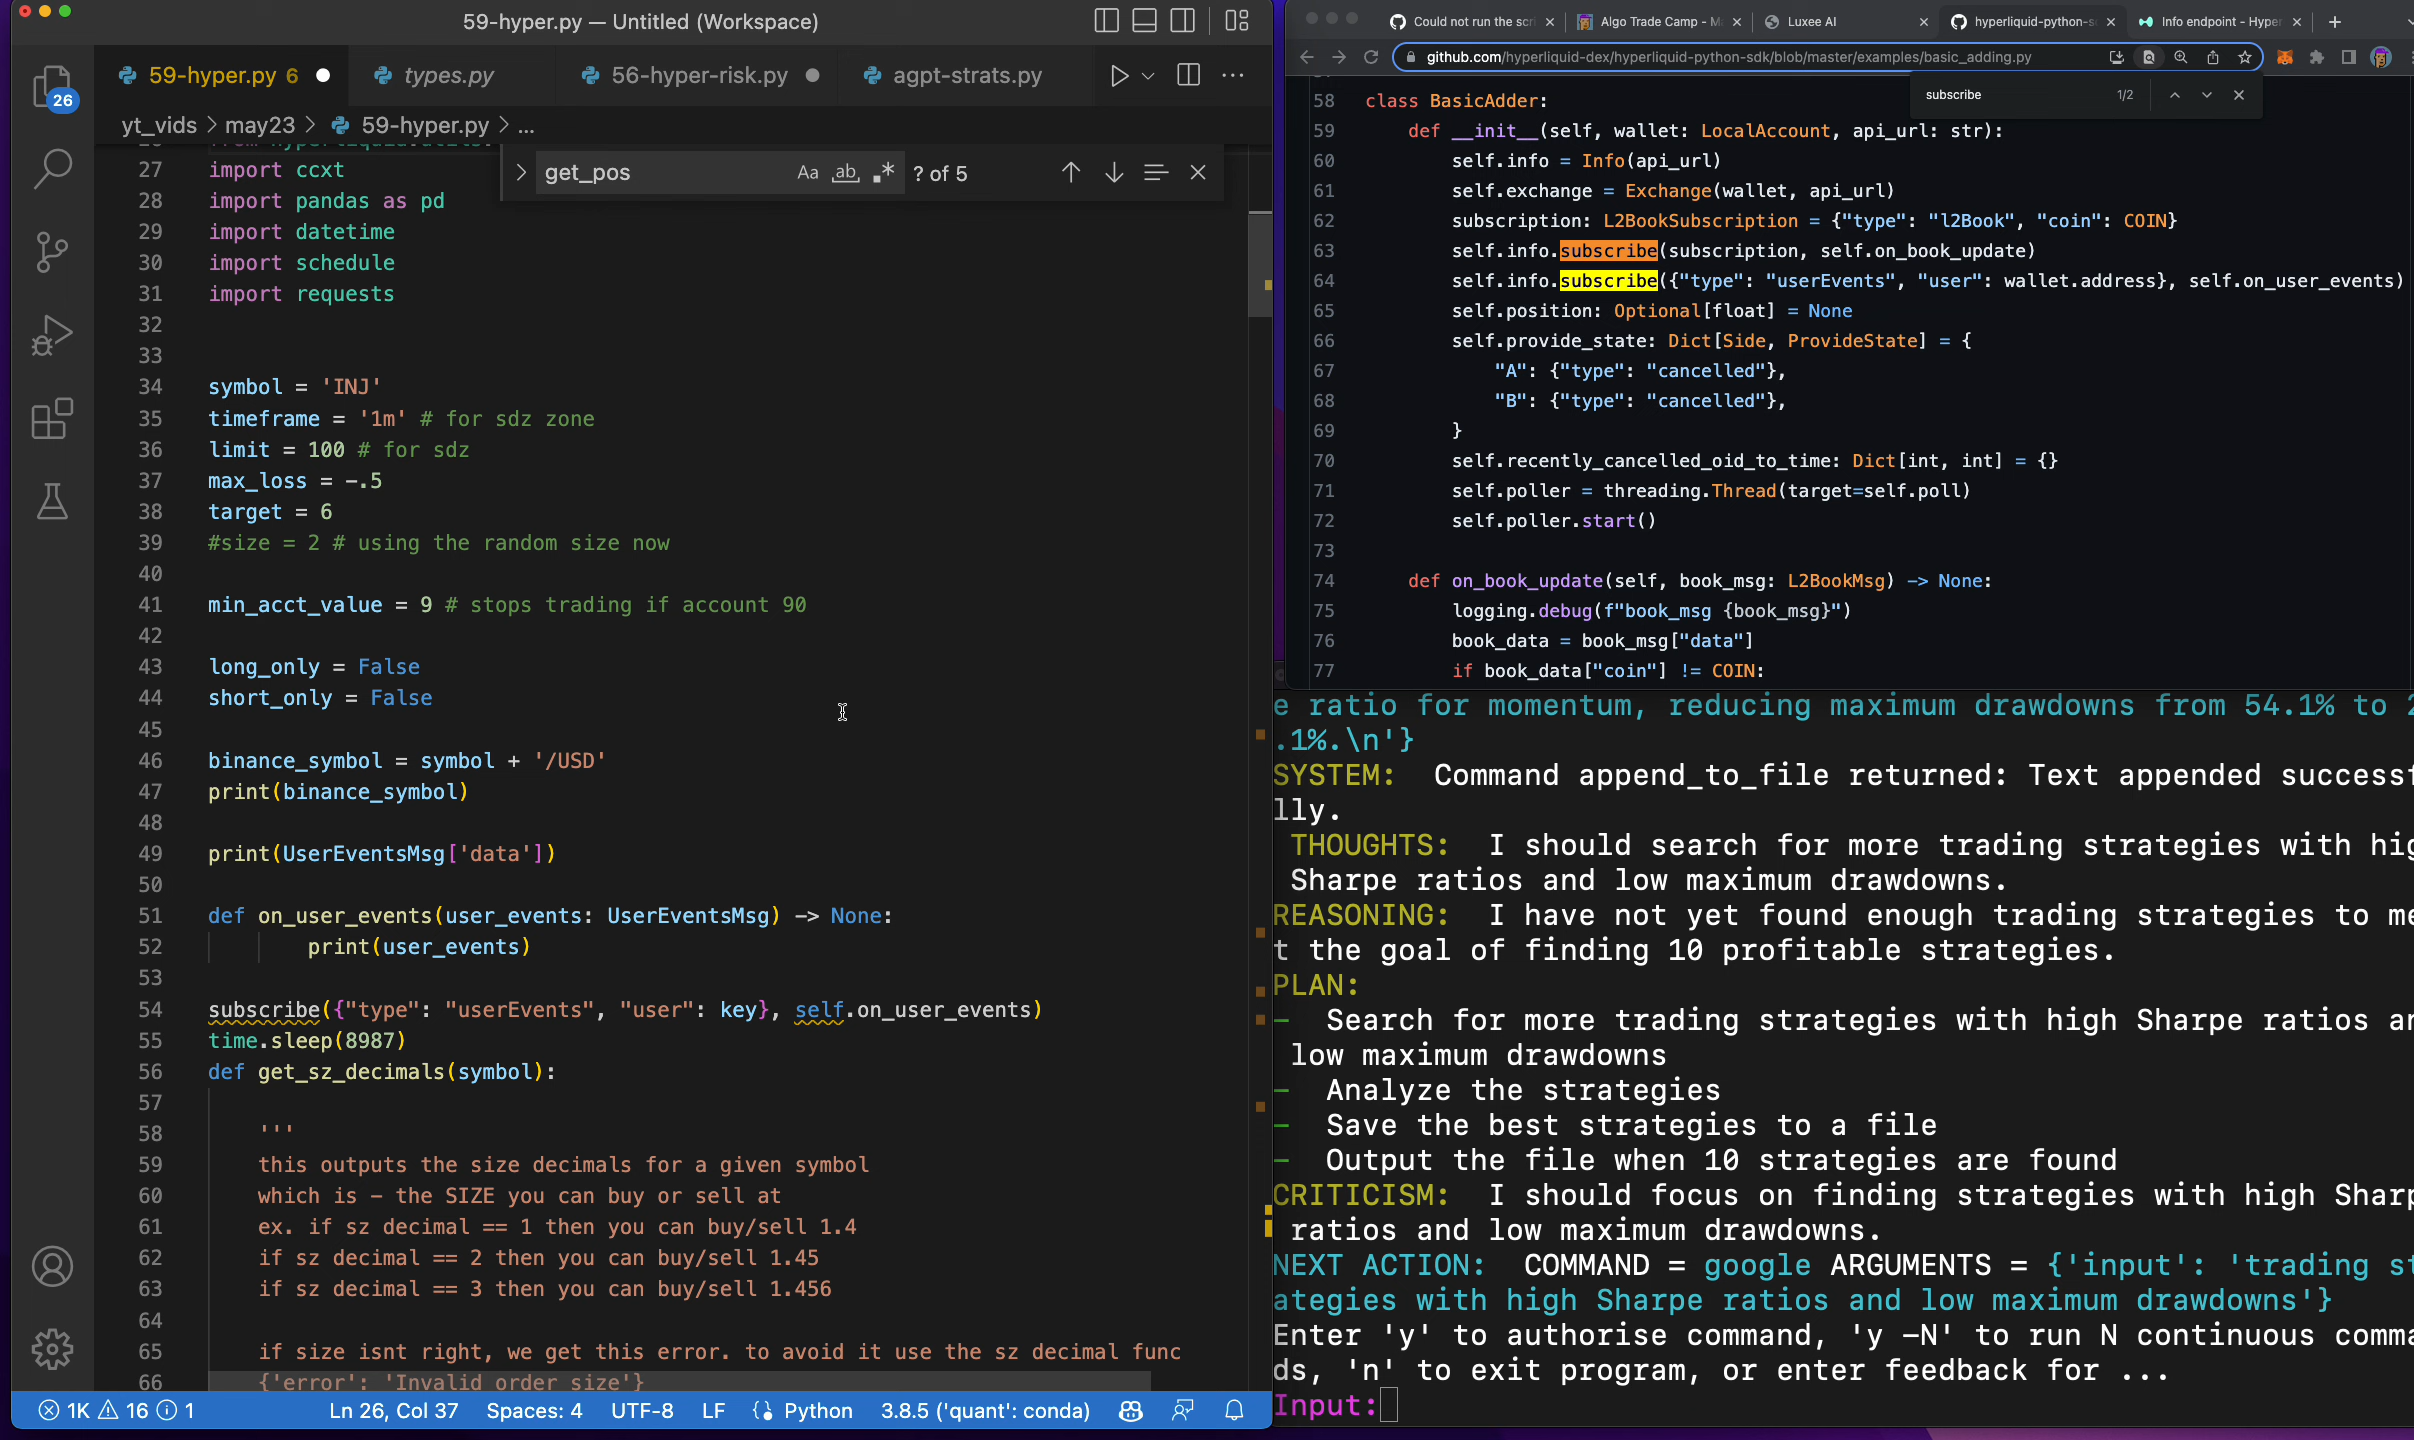 59-hyper.py — Untitled (Workspace)
26
59-hyper.py 6
types.py
56-hyper-risk.py
agpt-strats.py
yt_vids > may23 > 59-hyper.py > ...
get_pos
Aa ab .* ? of 5
27 import ccxt
28 import pandas as pd
29 import datetime
30 import schedule
31 import requests
32
33
34 symbol = 'INJ'
35 timeframe = '1m' # for sdz zone
36 limit = 100 # for sdz
37 max_loss = -.5
38 target = 6
39 #size = 2 # using the random size now
40
41 min_acct_value = 9 # stops trading if account 90
42
43 long_only = False
44 short_only = False
45
46 binance_symbol = symbol + '/USD'
47 print(binance_symbol)
48
49 print(UserEventsMsg['data'])
50
51 def on_user_events(user_events: UserEventsMsg) -> None:
52 print(user_events)
53
54 subscribe({"type": "userEvents", "user": key}, self.on_user_events)
55 time.sleep(8987)
56 def get_sz_decimals(symbol):
57
58 '''
59 this outputs the size decimals for a given symbol
60 which is - the SIZE you can buy or sell at
61 ex. if sz decimal == 1 then you can buy/sell 1.4
62 if sz decimal == 2 then you can buy/sell 1.45
63 if sz decimal == 3 then you can buy/sell 1.456
64
65 if size isnt right, we get this error. to avoid it use the sz decimal func
66 {'error': 'Invalid order size'}
1K 16 1 Ln 26, Col 37 Spaces: 4 UTF-8 LF Python 3.8.5 ('quant': conda)
Could not run the scri
Algo Trade Camp - M
Luxee AI
hyperliquid-python-s
Info endpoint - Hyper
github.com/hyperliquid-dex/hyperliquid-python-sdk/blob/master/examples/basic_adding.py
subscribe 1/2
58 class BasicAdder:
59 def __init__(self, wallet: LocalAccount, api_url: str):
60 self.info = Info(api_url)
61 self.exchange = Exchange(wallet, api_url)
62 subscription: L2BookSubscription = {"type": "l2Book", "coin": COIN}
63 self.info.subscribe(subscription, self.on_book_update)
64 self.info.subscribe({"type": "userEvents", "user": wallet.address}, self.on_user_events)
65 self.position: Optional[float] = None
66 self.provide_state: Dict[Side, ProvideState] = {
67 "A": {"type": "cancelled"},
68 "B": {"type": "cancelled"},
69 }
70 self.recently_cancelled_oid_to_time: Dict[int, int] = {}
71 self.poller = threading.Thread(target=self.poll)
72 self.poller.start()
73
74 def on_book_update(self, book_msg: L2BookMsg) -> None:
75 logging.debug(f"book_msg {book_msg}")
76 book_data = book_msg["data"]
77 if book_data["coin"] != COIN:
e ratio for momentum, reducing maximum drawdowns from 54.1% to 2
.1%.\n'}
SYSTEM: Command append_to_file returned: Text appended successf
lly.
THOUGHTS: I should search for more trading strategies with hig
Sharpe ratios and low maximum drawdowns.
REASONING: I have not yet found enough trading strategies to me
t the goal of finding 10 profitable strategies.
PLAN:
- Search for more trading strategies with high Sharpe ratios an
low maximum drawdowns
- Analyze the strategies
- Save the best strategies to a file
- Output the file when 10 strategies are found
CRITICISM: I should focus on finding strategies with high Sharp
ratios and low maximum drawdowns.
NEXT ACTION: COMMAND = google ARGUMENTS = {'input': 'trading st
ategies with high Sharpe ratios and low maximum drawdowns'}
Enter 'y' to authorise command, 'y -N' to run N continuous comma
ds, 'n' to exit program, or enter feedback for ...
Input: